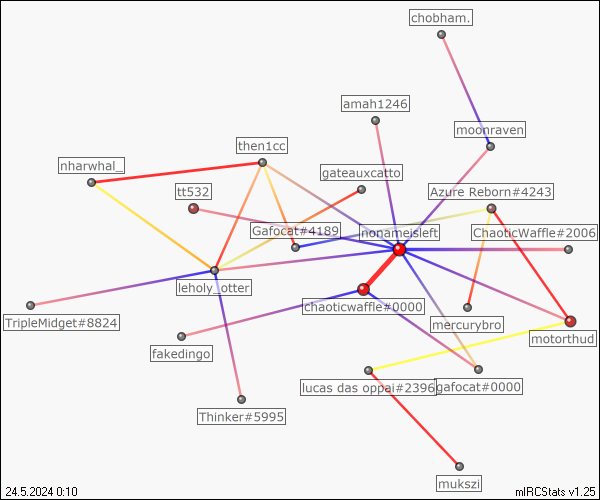 chobham.
amah1246
moonraven
then1cc
nharwhal_
gateauxcatto
tt532
Azure Reborn#4243
Gafocat#4189
nonameisleft
ChaoticWaffle#2006
leholy_otter
chaoticwaffle#0000
TripleMidget#8824
mercurybro
motorthud
fakedingo
lucas das oppai#2396
gafocat#0000
Thinker#5995
mukszi
24.5.2024 0:10
mIRCStats v1.25